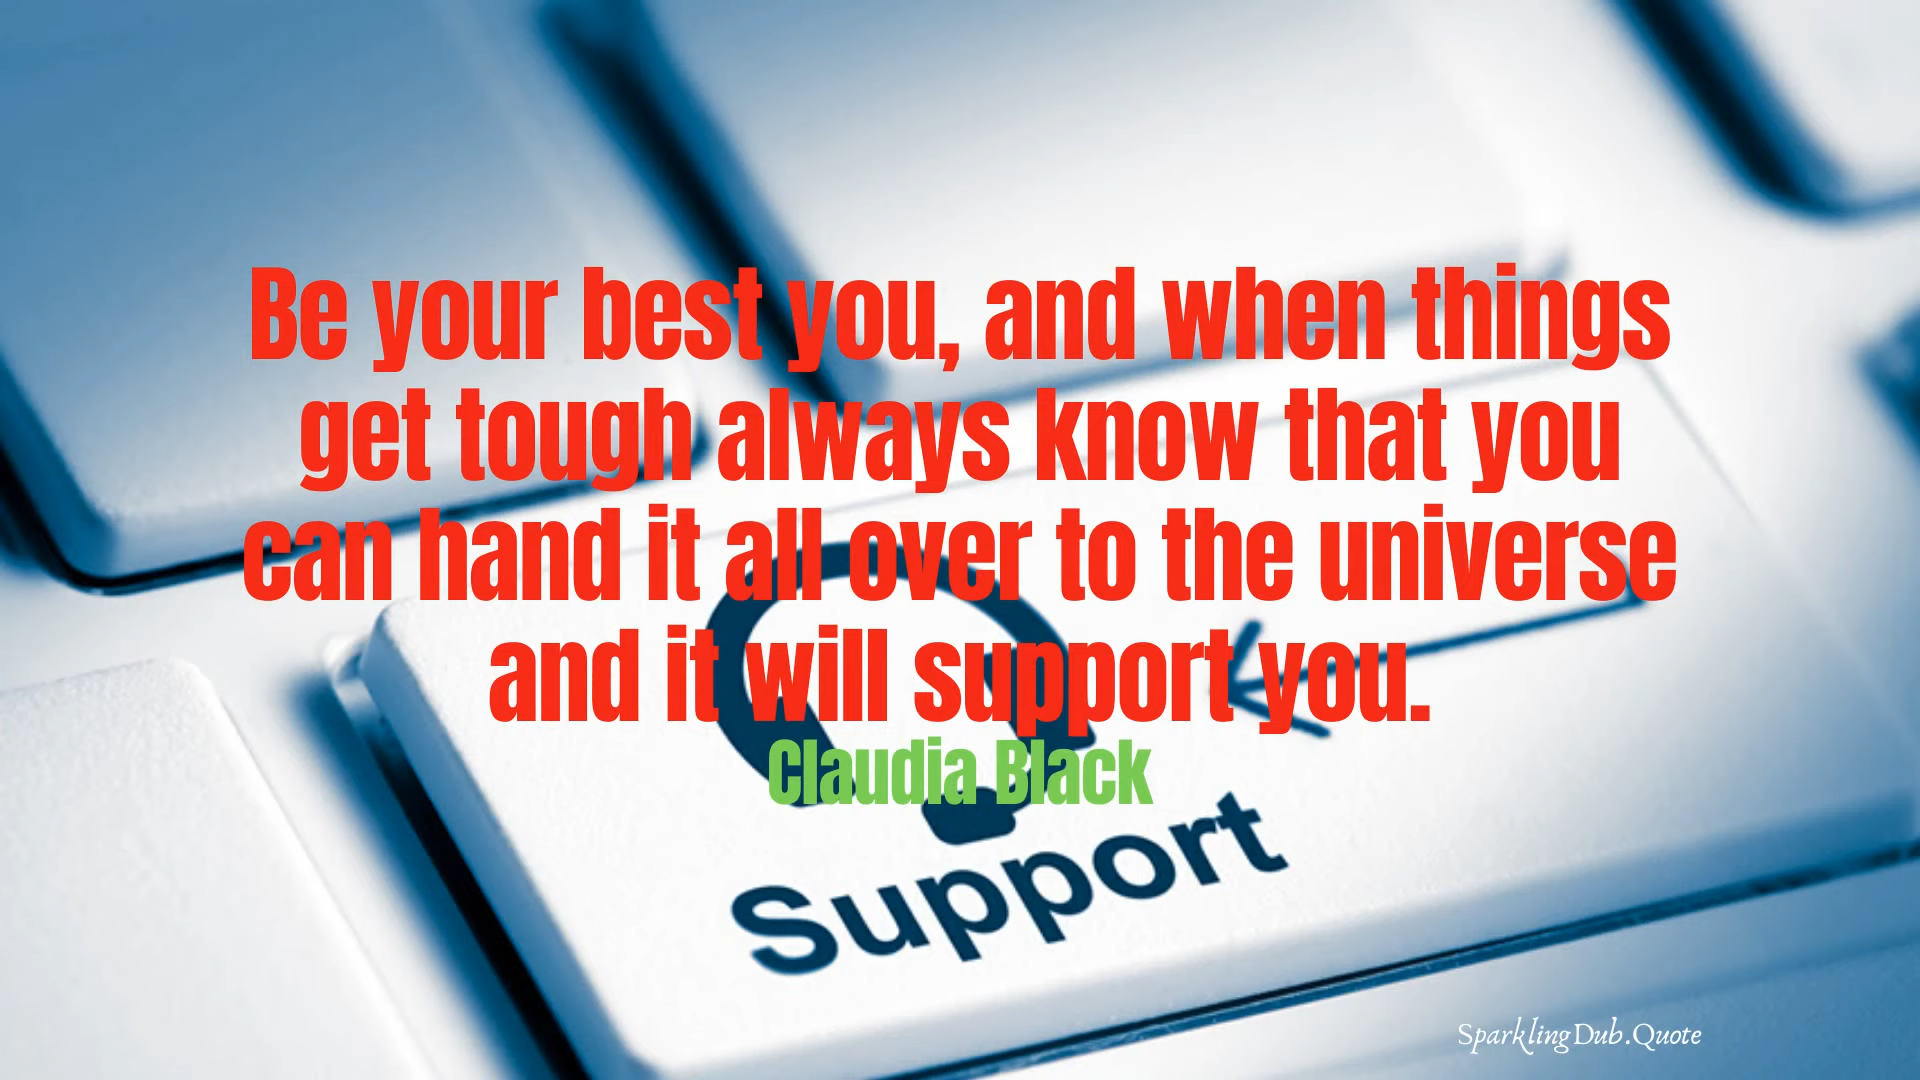 Be your best you, and when things
get tough always know that you
can hand it all over to the universe
and it will support you.
Claudia Black
Support
SparklingDub.Quote